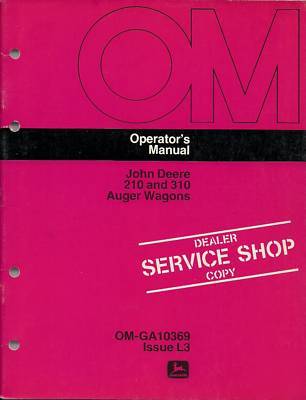 OM
Operator's
Manual
John Deere
210 and 310
Auger Wagons
DEALER
SERVICE SHOP
COPY
OM-GA10369
Issue L3